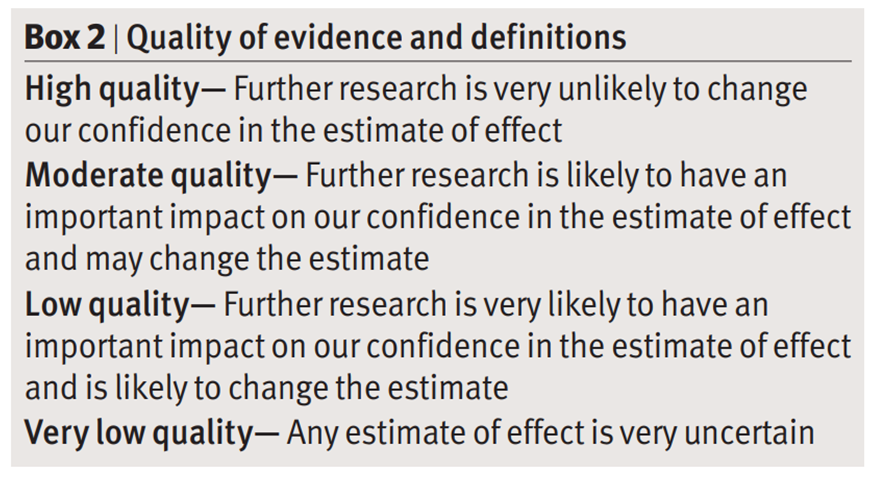 Box 2 | Quality of evidence and definitions
High quality— Further research is very unlikely to change
our confidence in the estimate of effect
Moderate quality— Further research is likely to have an
important impact on our confidence in the estimate of effect
and may change the estimate
Low quality— Further research is very likely to have an
important impact on our confidence in the estimate of effect
and is likely to change the estimate
Very low quality— Any estimate of effect is very uncertain